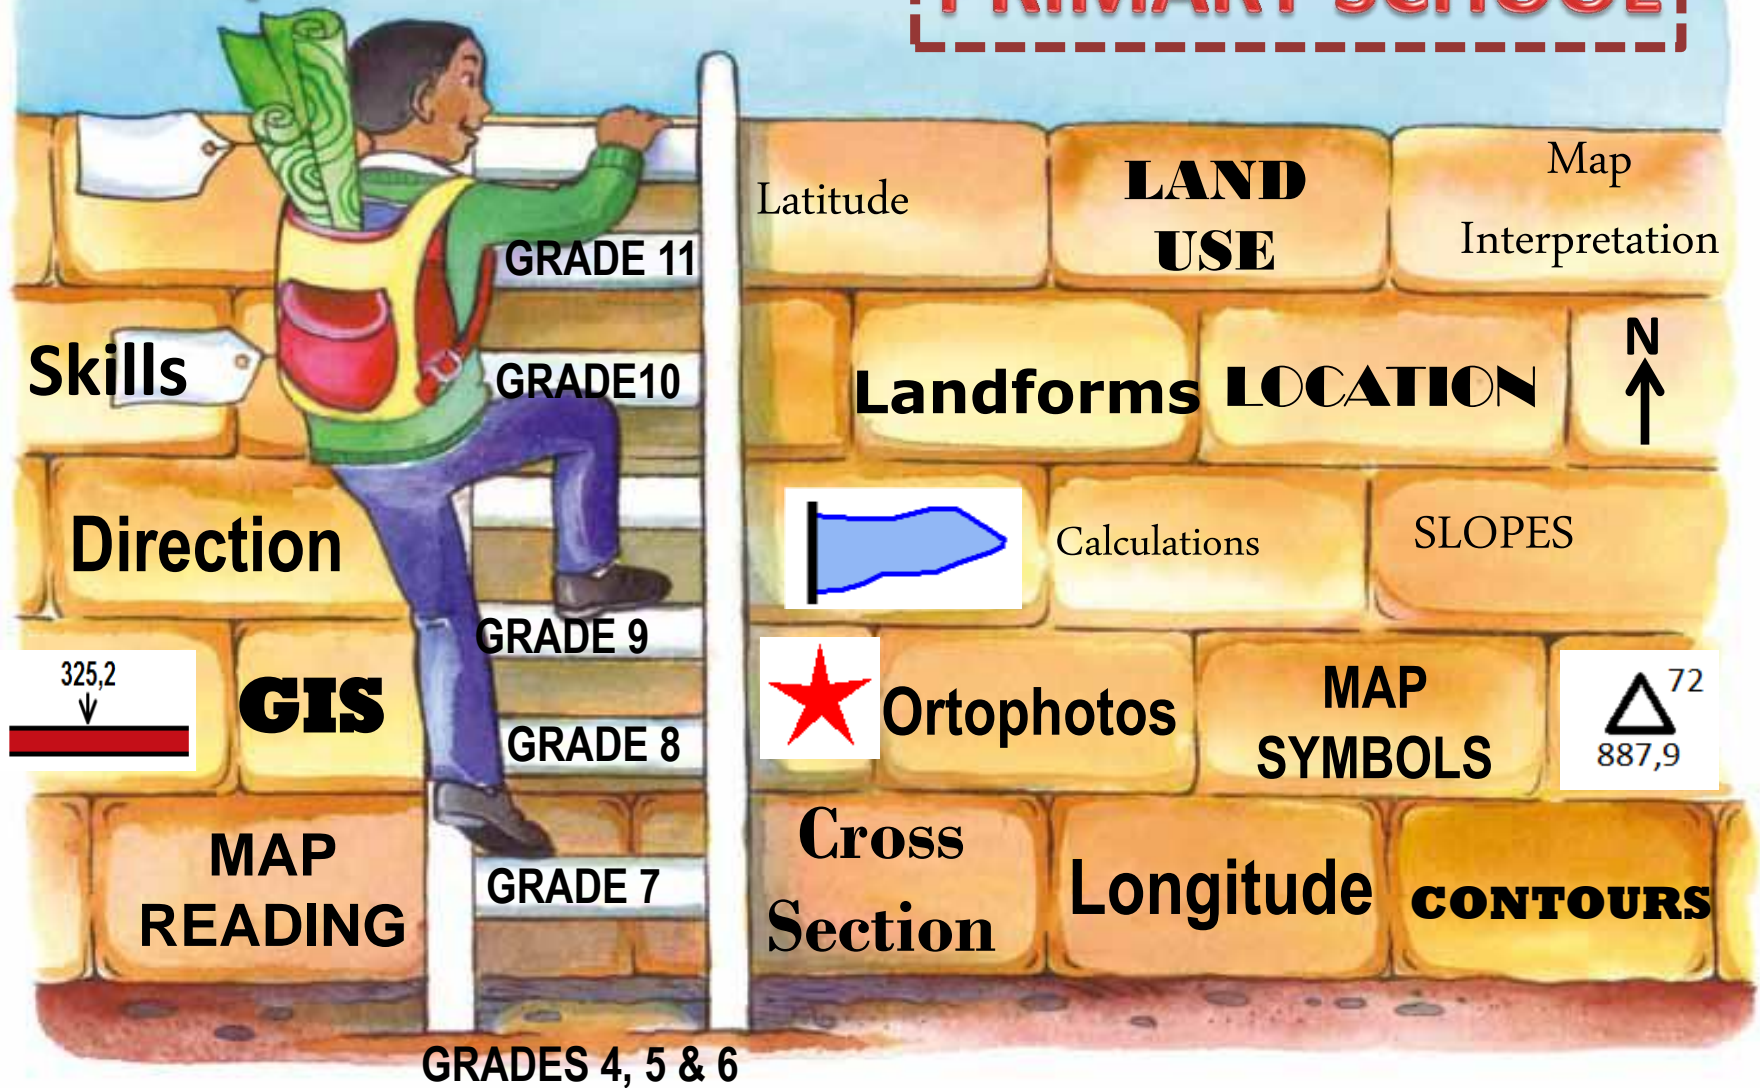 PRIMARY SCHOOL
Latitude
LAND
USE
Map
Interpretation
GRADE 11
Skills
GRADE10
Landforms
LOCATION
N
Direction
Calculations
SLOPES
GRADE 9
325,2
GIS
GRADE 8
Ortophotos
MAP
SYMBOLS
72
887,9
MAP
READING
GRADE 7
Cross
Section
Longitude
CONTOURS
GRADES 4, 5 & 6